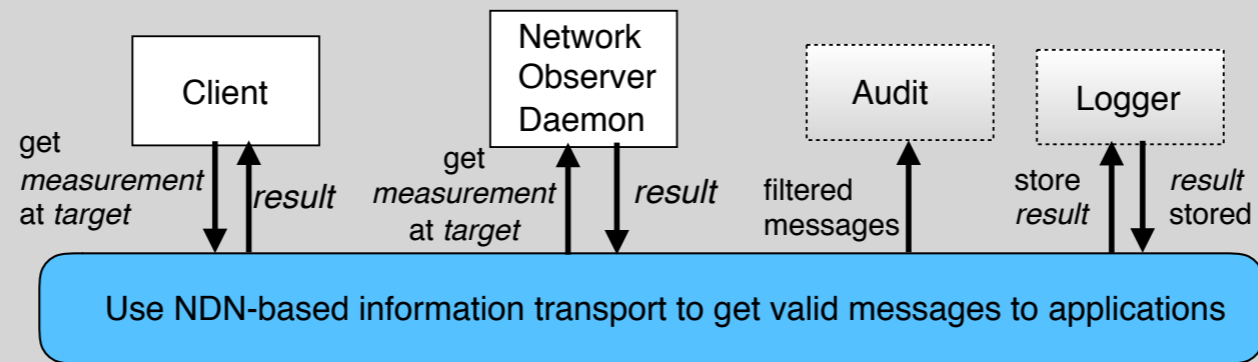 Client
Network
Observer
Daemon
Audit
Logger
get
measurement
at target
result
get
measurement
at target
result
filtered
messages
store
result
result
stored
Use NDN-based information transport to get valid messages to applications